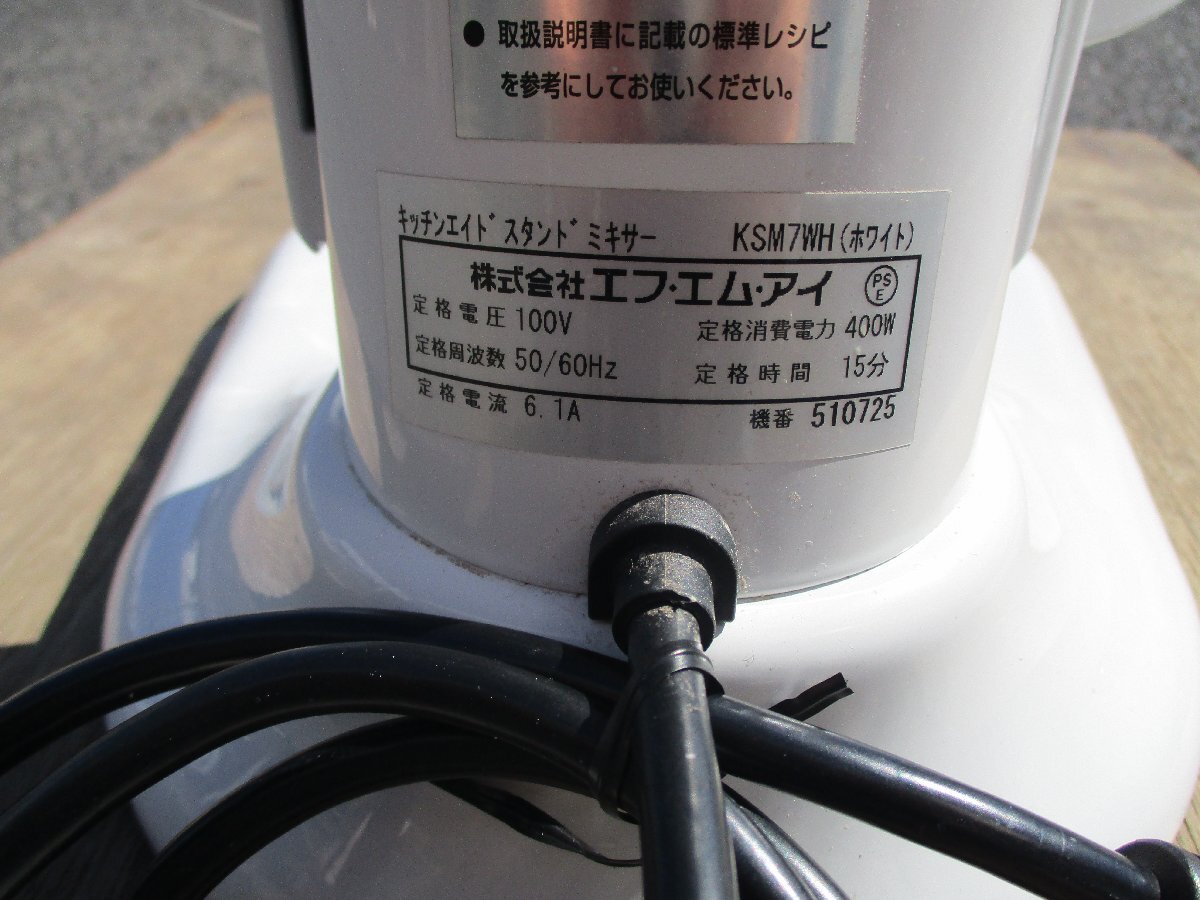 ● 取扱説明書に記載の標準レシピ
を参考にしてお使いください。
キッチンエイド スタンド ミキサー KSM7WH(ホワイト)
株式会社エフ・エム・アイ PSE
定格電圧 100V 定格消費電力 400W
定格周波数 50/60Hz 定格時間 15分
定格電流 6.1A 機番 510725